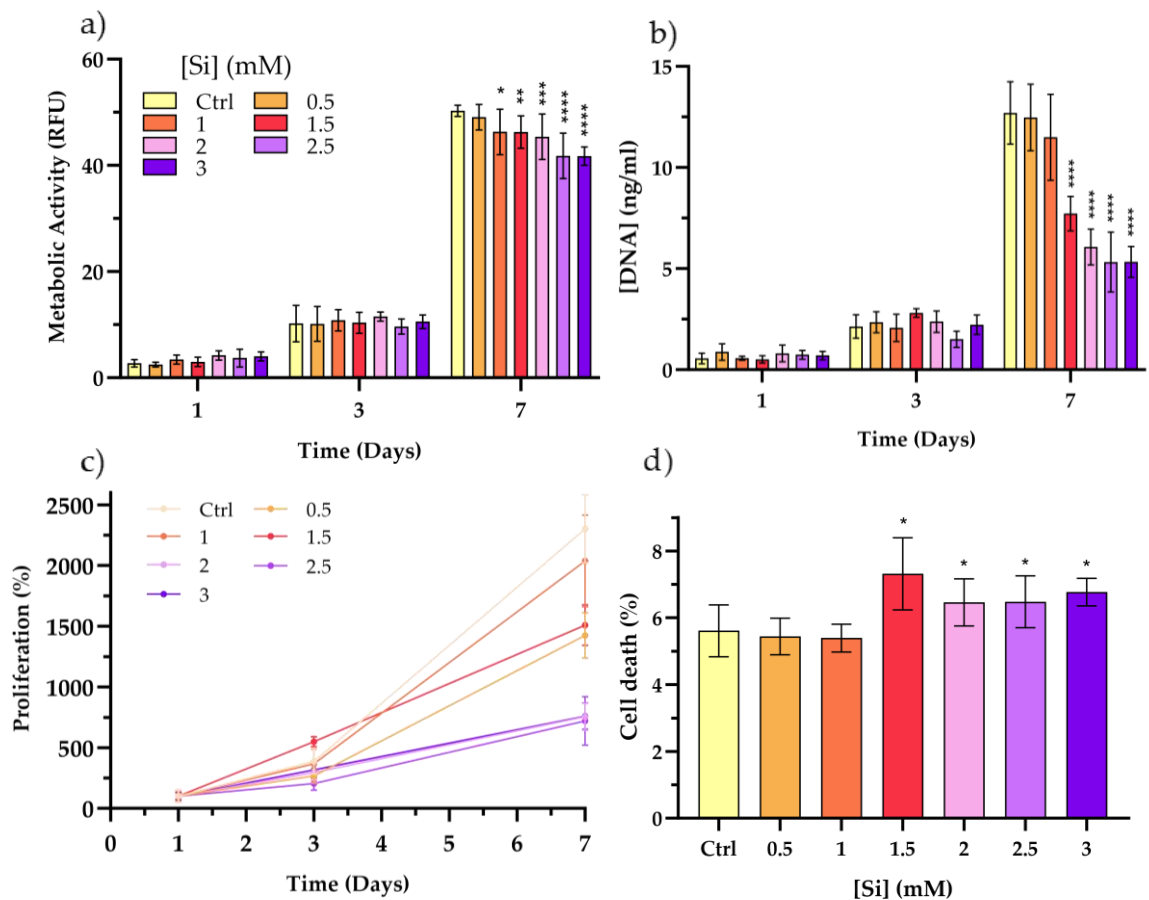 a)
[Si] (mM)
Ctrl 0.5
1 1.5
2 2.5
3
* ** *** **** ****
60
40
20
0
Metabolic Activity (RFU)
1 3 7
Time (Days)
b)
**** **** **** ****
15
10
5
0
[DNA] (ng/ml)
1 3 7
Time (Days)
c)
Ctrl 0.5
1 1.5
2 2.5
3
2500
2000
1500
1000
500
0
Proliferation (%)
0 1 2 3 4 5 6 7
Time (Days)
d)
* * * *
8
6
4
2
0
Cell death (%)
Ctrl 0.5 1 1.5 2 2.5 3
[Si] (mM)